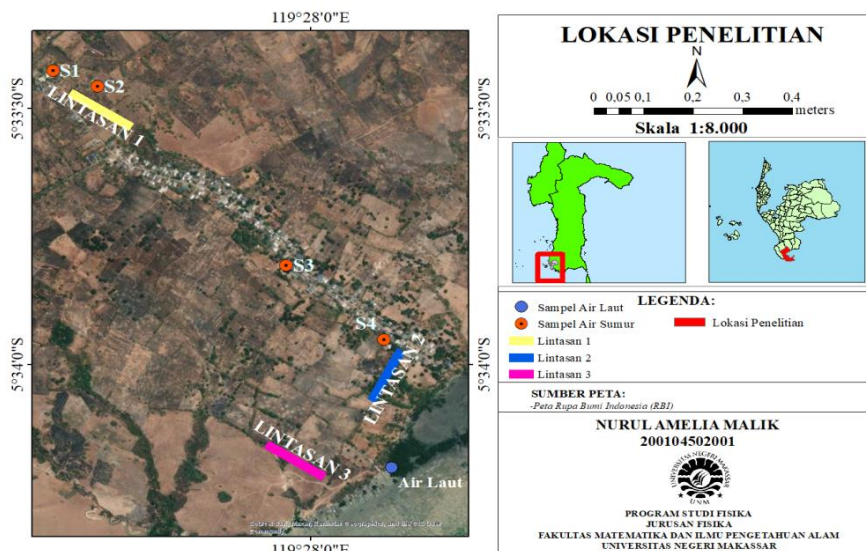 119°28'0"E
5°33'30"S
5°34'0"S
S1
S2
LINTASAN 1
S3
S4
LINTASAN 2
LINTASAN 3
Air Laut
5°33'30"S
5°34'0"S
119°28'0"E
LOKASI PENELITIAN
N
0 0,05 0,1 0,2 0,3 0,4
meters
Skala 1:8.000
LEGENDA:
Sampel Air Laut
Sampel Air Sumur
Lokasi Penelitian
Lintasan 1
Lintasan 2
Lintasan 3
SUMBER PETA:
-Peta Rupa Bumi Indonesia (RBI)
NURUL AMELIA MALIK
200104502001
UNIVERSITAS NEGERI MAKASSAR
UNM
PROGRAM STUDI FISIKA
JURUSAN FISIKA
FAKULTAS MATEMATIKA DAN ILMU PENGETAHUAN ALAM
UNIVERSITAS NEGERI MAKASSAR